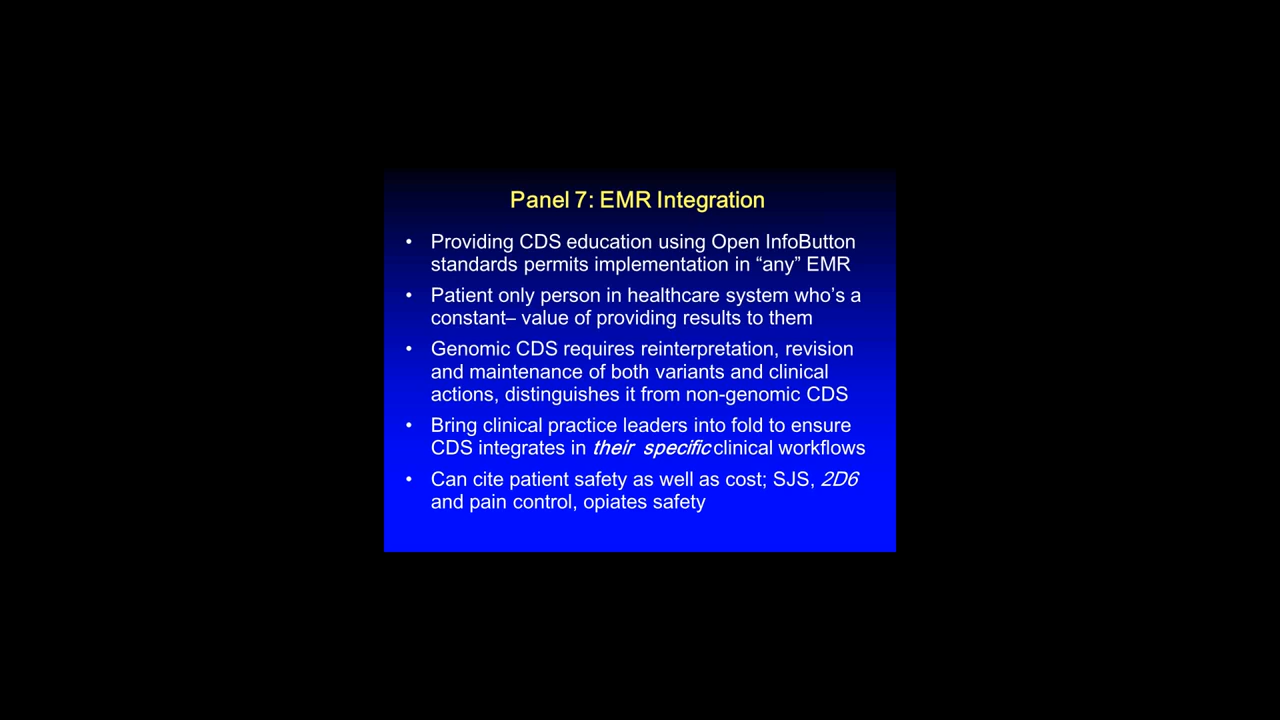 Panel 7: EMR Integration
• Providing CDS education using Open InfoButton
standards permits implementation in “any” EMR
• Patient only person in healthcare system who’s a
constant– value of providing results to them
• Genomic CDS requires reinterpretation, revision
and maintenance of both variants and clinical
actions, distinguishes it from non-genomic CDS
• Bring clinical practice leaders into fold to ensure
CDS integrates in their specific clinical workflows
• Can cite patient safety as well as cost; SJS, 2D6
and pain control, opiates safety